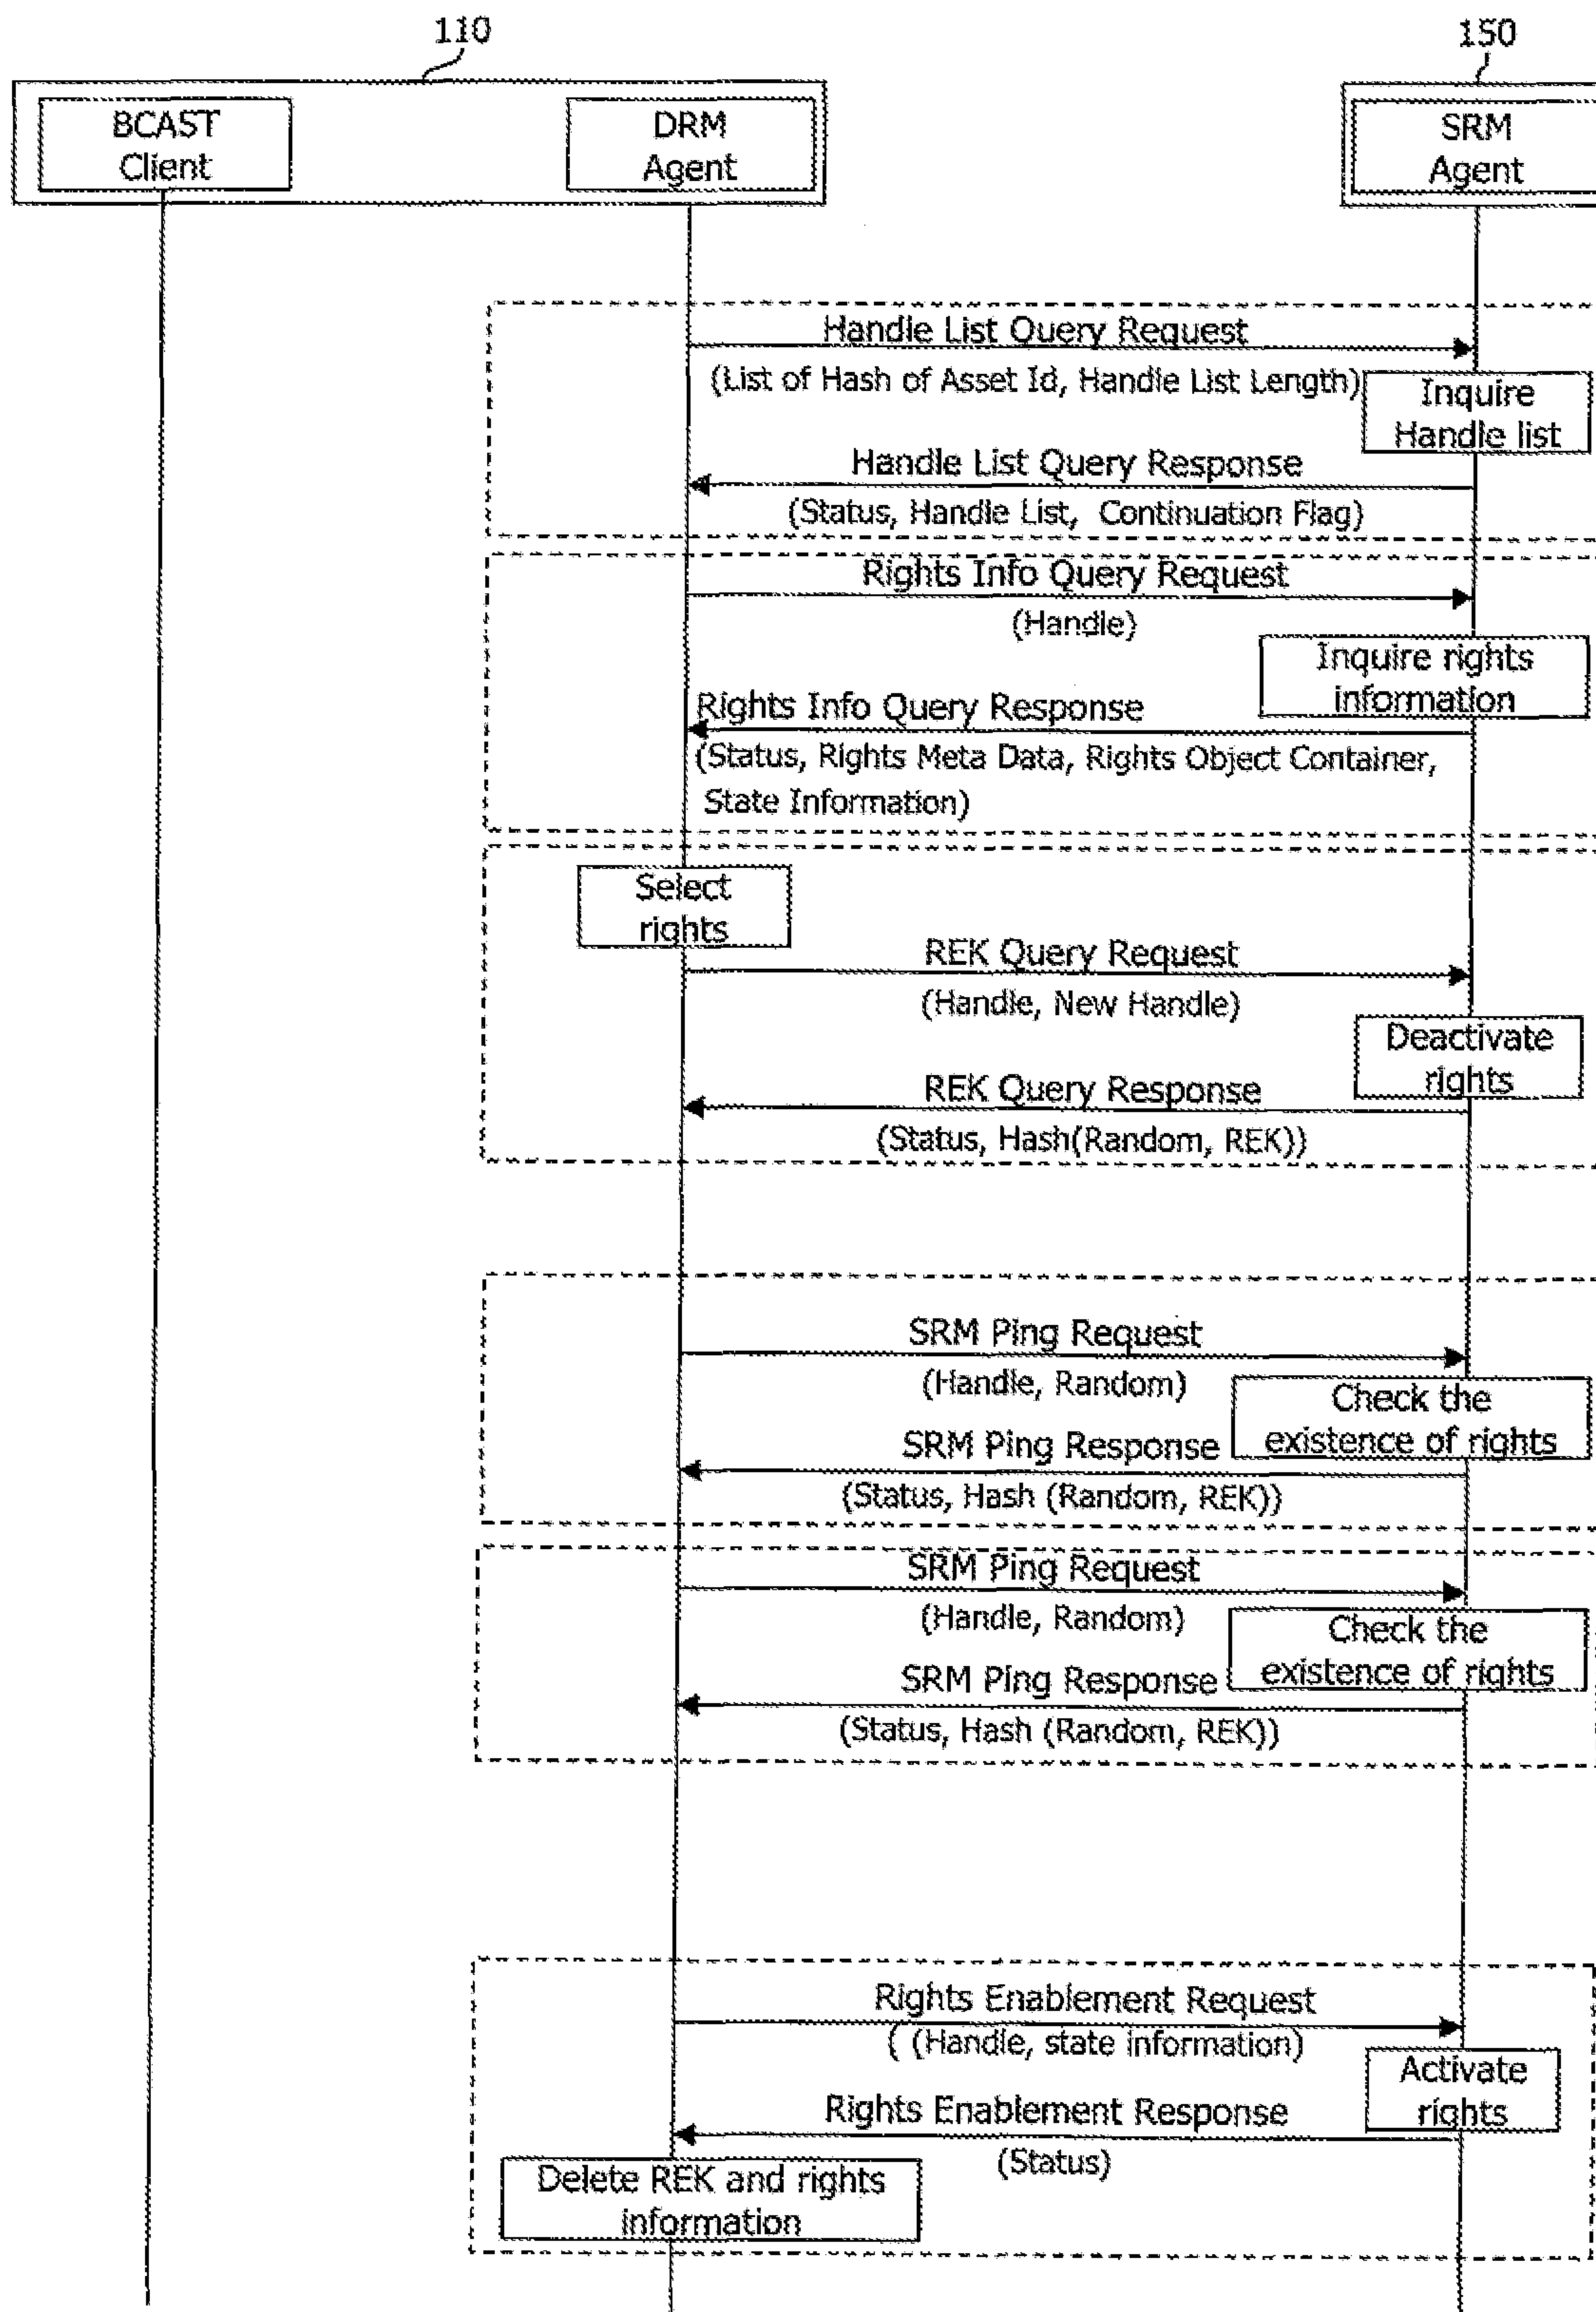 110
150
BCAST
Client
DRM
Agent
SRM
Agent
Handle List Query Request
(List of Hash of Asset Id, Handle List Length)
Inquire
Handle list
Handle List Query Response
(Status, Handle List, Continuation Flag)
Rights Info Query Request
(Handle)
Inquire rights
information
Rights Info Query Response
(Status, Rights Meta Data, Rights Object Container,
State Information)
Select
rights
REK Query Request
(Handle, New Handle)
Deactivate
rights
REK Query Response
(Status, Hash(Random, REK))
SRM Ping Request
(Handle, Random)
Check the
existence of rights
SRM Ping Response
(Status, Hash (Random, REK))
SRM Ping Request
(Handle, Random)
Check the
existence of rights
SRM Ping Response
(Status, Hash (Random, REK))
Rights Enablement Request
( (Handle, state information)
Activate
rights
Rights Enablement Response
(Status)
Delete REK and rights
information